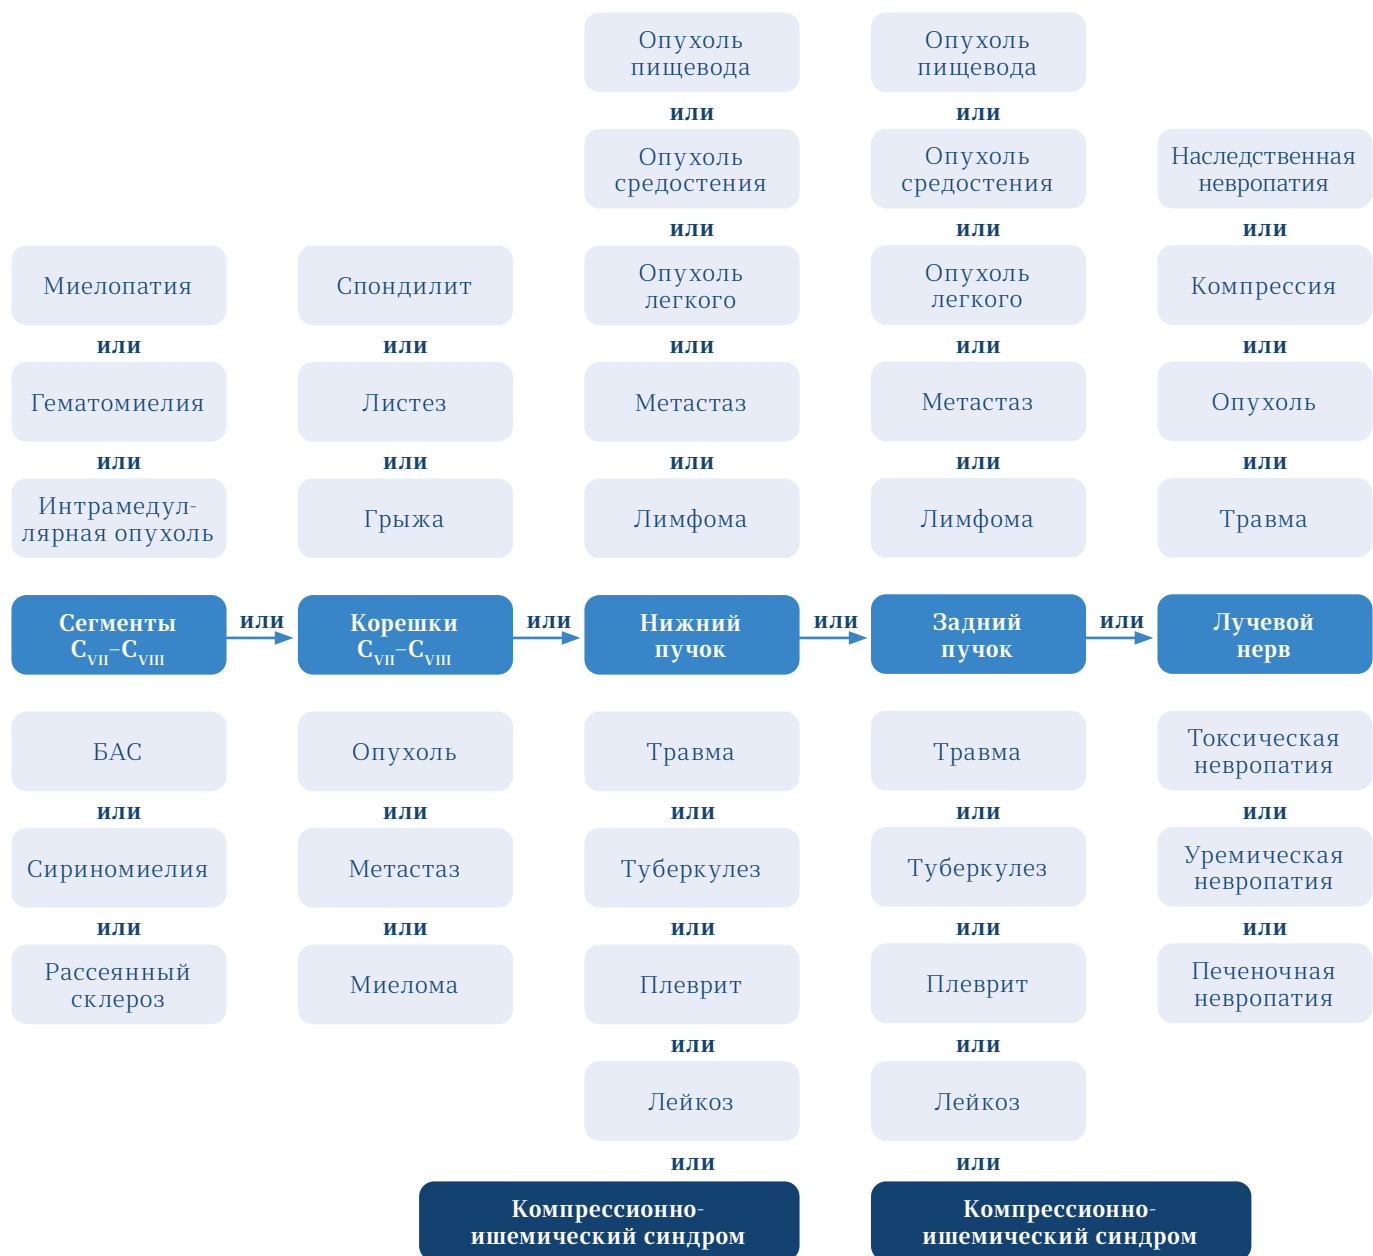 Опухоль
пищевода
или
Опухоль
средостения
или
Опухоль
легкого
или
Метастаз
или
Лимфома
Опухоль
пищевода
или
Опухоль
средостения
или
Опухоль
легкого
или
Метастаз
или
Лимфома
Наследственная
невропатия
или
Компрессия
или
Опухоль
или
Травма
Миелопатия
или
Гематомиелия
или
Интрамедул-
лярная опухоль
Спондилит
или
Листез
или
Грыжа
Сегменты
CVII–CVIII
или
Корешки
CVII–CVIII
или
Нижний
пучок
или
Задний
пучок
или
Лучевой
нерв
БАС
или
Сириномиелия
или
Рассеянный
склероз
Опухоль
или
Метастаз
или
Миелома
Травма
или
Туберкулез
или
Плеврит
или
Лейкоз
или
Компрессионно-
ишемический синдром
Травма
или
Туберкулез
или
Плеврит
или
Лейкоз
или
Компрессионно-
ишемический синдром
Токсическая
невропатия
или
Уремическая
невропатия
или
Печеночная
невропатия